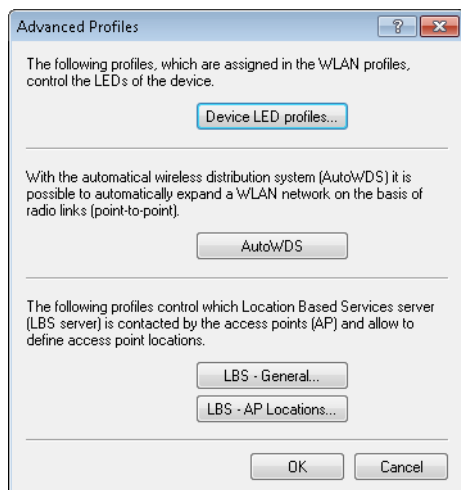 Advanced Profiles
?
The following profiles, which are assigned in the WLAN profiles,
control the LEDs of the device.
Device LED profiles...
With the automatical wireless distribution system (AutoWDS) it is
possible to automatically expand a WLAN network on the basis of
radio links (point-to-point).
AutoWDS
The following profiles control which Location Based Services server
(LBS server) is contacted by the access points (AP) and allow to
define access point locations.
LBS - General...
LBS - AP Locations...
OK Cancel